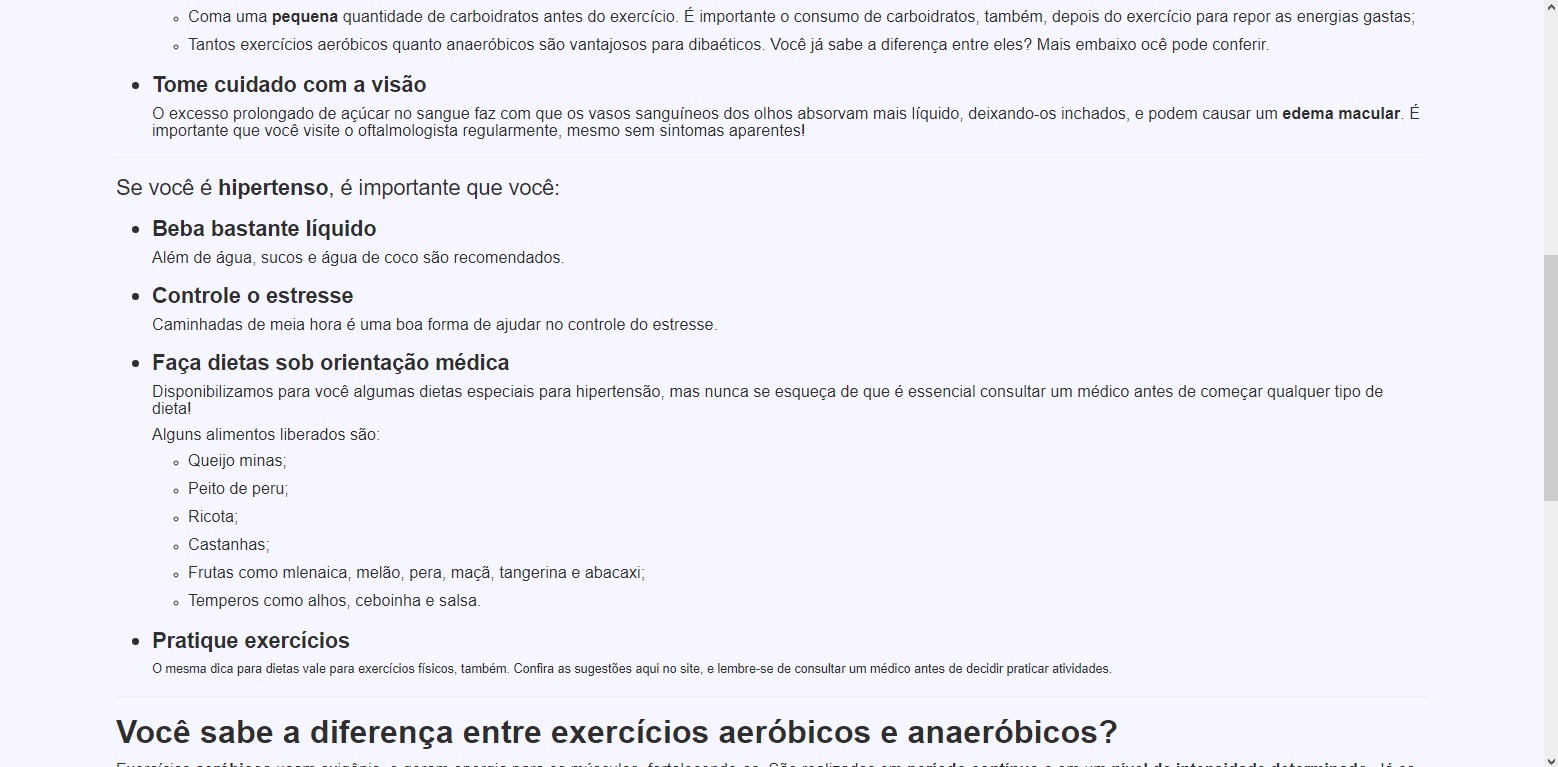 Coma uma pequena quantidade de carboidratos antes do exercício. É importante o consumo de carboidratos, também, depois do exercício para repor as energias gastas;
Tantos exercícios aeróbicos quanto anaeróbicos são vantajosos para dibaéticos. Você já sabe a diferença entre eles? Mais embaixo ocê pode conferir.
Tome cuidado com a visão
O excesso prolongado de açúcar no sangue faz com que os vasos sanguíneos dos olhos absorvam mais líquido, deixando-os inchados, e podem causar um edema macular. É
importante que você visite o oftalmologista regularmente, mesmo sem sintomas aparentes!
Se você é hipertenso, é importante que você:
Beba bastante líquido
Além de água, sucos e água de coco são recomendados.
Controle o estresse
Caminhadas de meia hora é uma boa forma de ajudar no controle do estresse.
Faça dietas sob orientação médica
Disponibilizamos para você algumas dietas especiais para hipertensão, mas nunca se esqueça de que é essencial consultar um médico antes de começar qualquer tipo de
dieta!
Alguns alimentos liberados são:
Queijo minas;
Peito de peru;
Ricota;
Castanhas;
Frutas como mlenaica, melão, pera, maçã, tangerina e abacaxi;
Temperos como alhos, ceboinha e salsa.
Pratique exercícios
O mesma dica para dietas vale para exercícios físicos, também. Confira as sugestões aqui no site, e lembre-se de consultar um médico antes de decidir praticar atividades.
Você sabe a diferença entre exercícios aeróbicos e anaeróbicos?